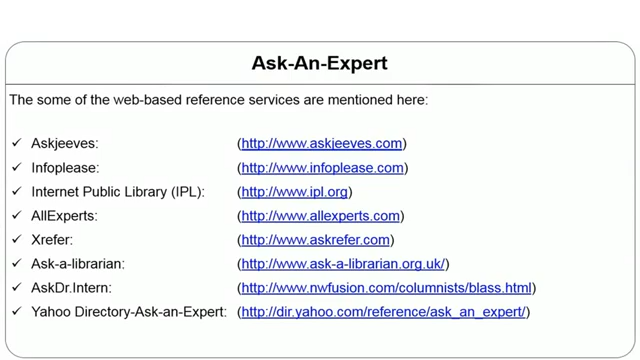 Ask-An-Expert
The some of the web-based reference services are mentioned here:
✓ Askjeeves: (http://www.askjeeves.com)
✓ Infoplease: (http://www.infoplease.com)
✓ Internet Public Library (IPL): (http://www.ipl.org)
✓ AllExperts: (http://www.allexperts.com)
✓ Xrefer: (http://www.askrefer.com)
✓ Ask-a-librarian: (http://www.ask-a-librarian.org.uk/)
✓ AskDr.Intern: (http://www.nwfusion.com/columnists/blass.html)
✓ Yahoo Directory-Ask-an-Expert: (http://dir.yahoo.com/reference/ask_an_expert/)